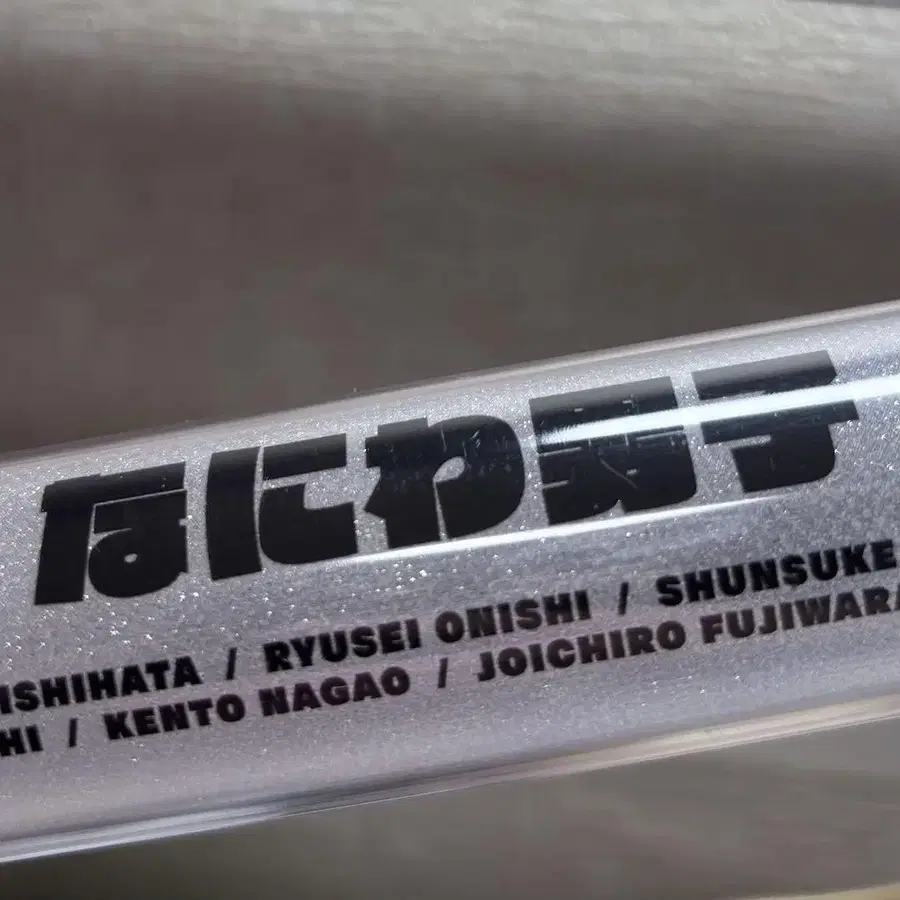 なにわ男子
ISHIHATA / RYUSEI ONISHI / SHUNSUKE
HI / KENTO NAGAO / JOICHIRO FUJIWARA